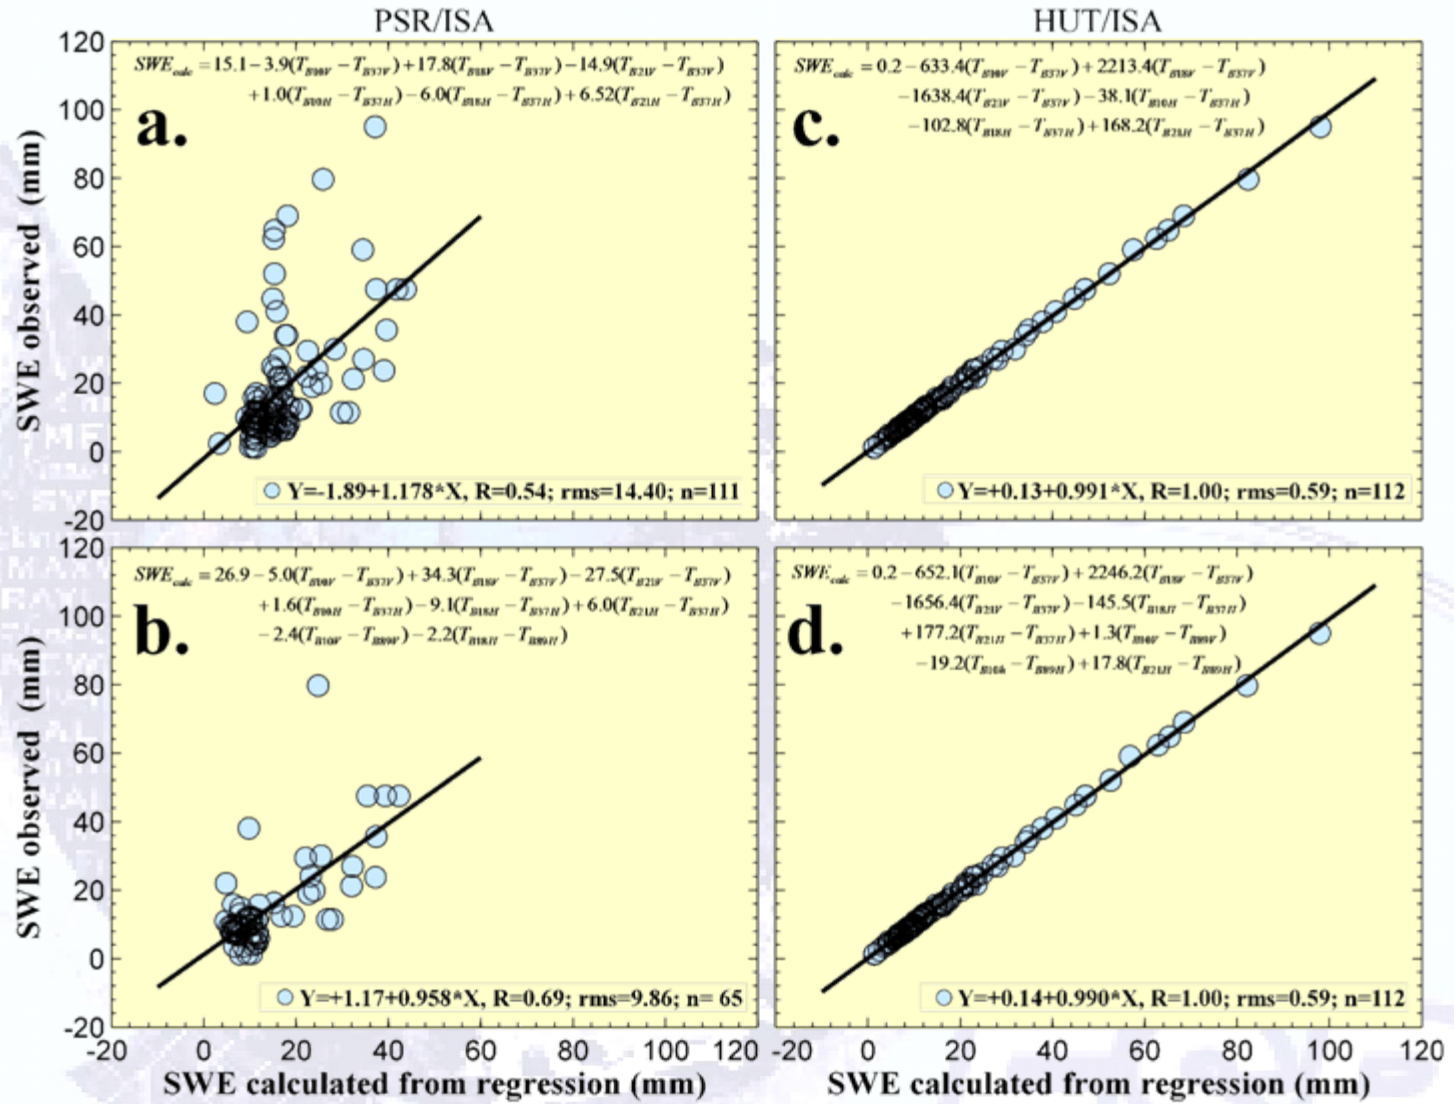 PSR/ISA
HUT/ISA
SWE observed (mm)
120
100
80
60
40
20
0
-20
SWEcalc = 15.1 − 3.9(TB10V − TB37V) + 17.8(TB18V − TB37V) − 14.9(TB21V − TB37V)
+1.0(TB10H − TB37H) − 6.0(TB18H − TB37H) + 6.52(TB21H − TB37H)
a.
Y=-1.89+1.178*X, R=0.54; rms=14.40; n=111
SWEcalc = 0.2 − 633.4(TB10V − TB37V) + 2213.4(TB18V − TB37V)
−1638.4(TB21V − TB37V) − 38.1(TB10H − TB37H)
−102.8(TB18H − TB37H) + 168.2(TB21H − TB37H)
c.
Y=+0.13+0.991*X, R=1.00; rms=0.59; n=112
SWE observed (mm)
120
100
80
60
40
20
0
-20
SWEcalc = 26.9 − 5.0(TB10V − TB37V) + 34.3(TB18V − TB37V) − 27.5(TB21V − TB37V)
+1.6(TB10H − TB37H) − 9.1(TB18H − TB37H) + 6.0(TB21H − TB37H)
−2.4(TB10V − TB89V) − 2.2(TB18H − TB89H)
b.
Y=+1.17+0.958*X, R=0.69; rms=9.86; n= 65
SWEcalc = 0.2 − 652.1(TB10V − TB37V) + 2246.2(TB18V − TB37V)
−1656.4(TB21V − TB37V) − 145.5(TB18H − TB37H)
+177.2(TB21H − TB37H) + 1.3(TB10V − TB89V)
−19.2(TB10h − TB89H) + 17.8(TB21H − TB89H)
d.
Y=+0.14+0.990*X, R=1.00; rms=0.59; n=112
-20 0 20 40 60 80 100 120
-20 0 20 40 60 80 100 120
SWE calculated from regression (mm)
SWE calculated from regression (mm)